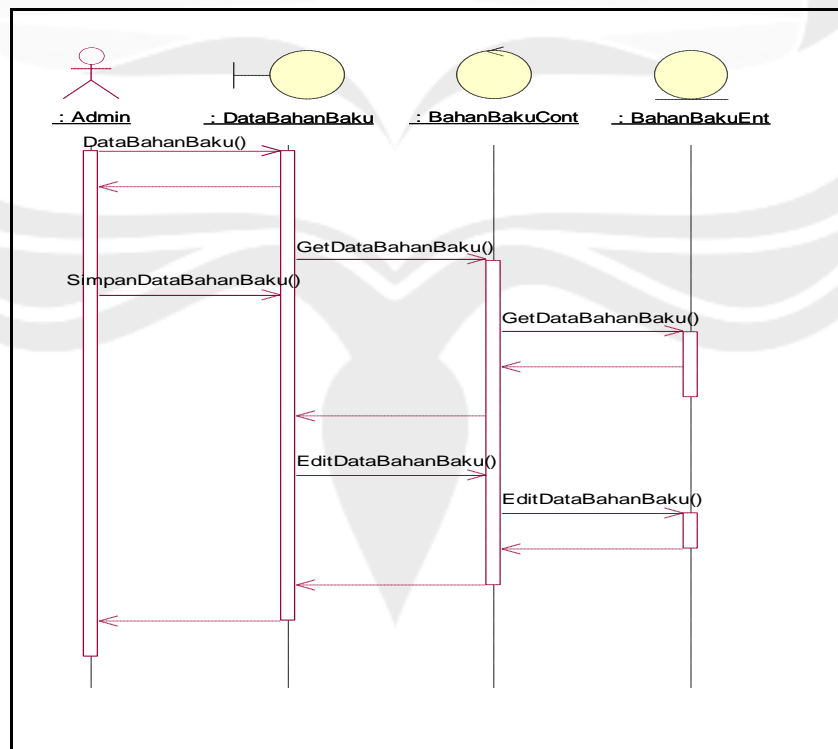 : Admin
: DataBahanBaku
: BahanBakuCont
: BahanBakuEnt
DataBahanBaku()
GetDataBahanBaku()
SimpanDataBahanBaku()
GetDataBahanBaku()
EditDataBahanBaku()
EditDataBahanBaku()